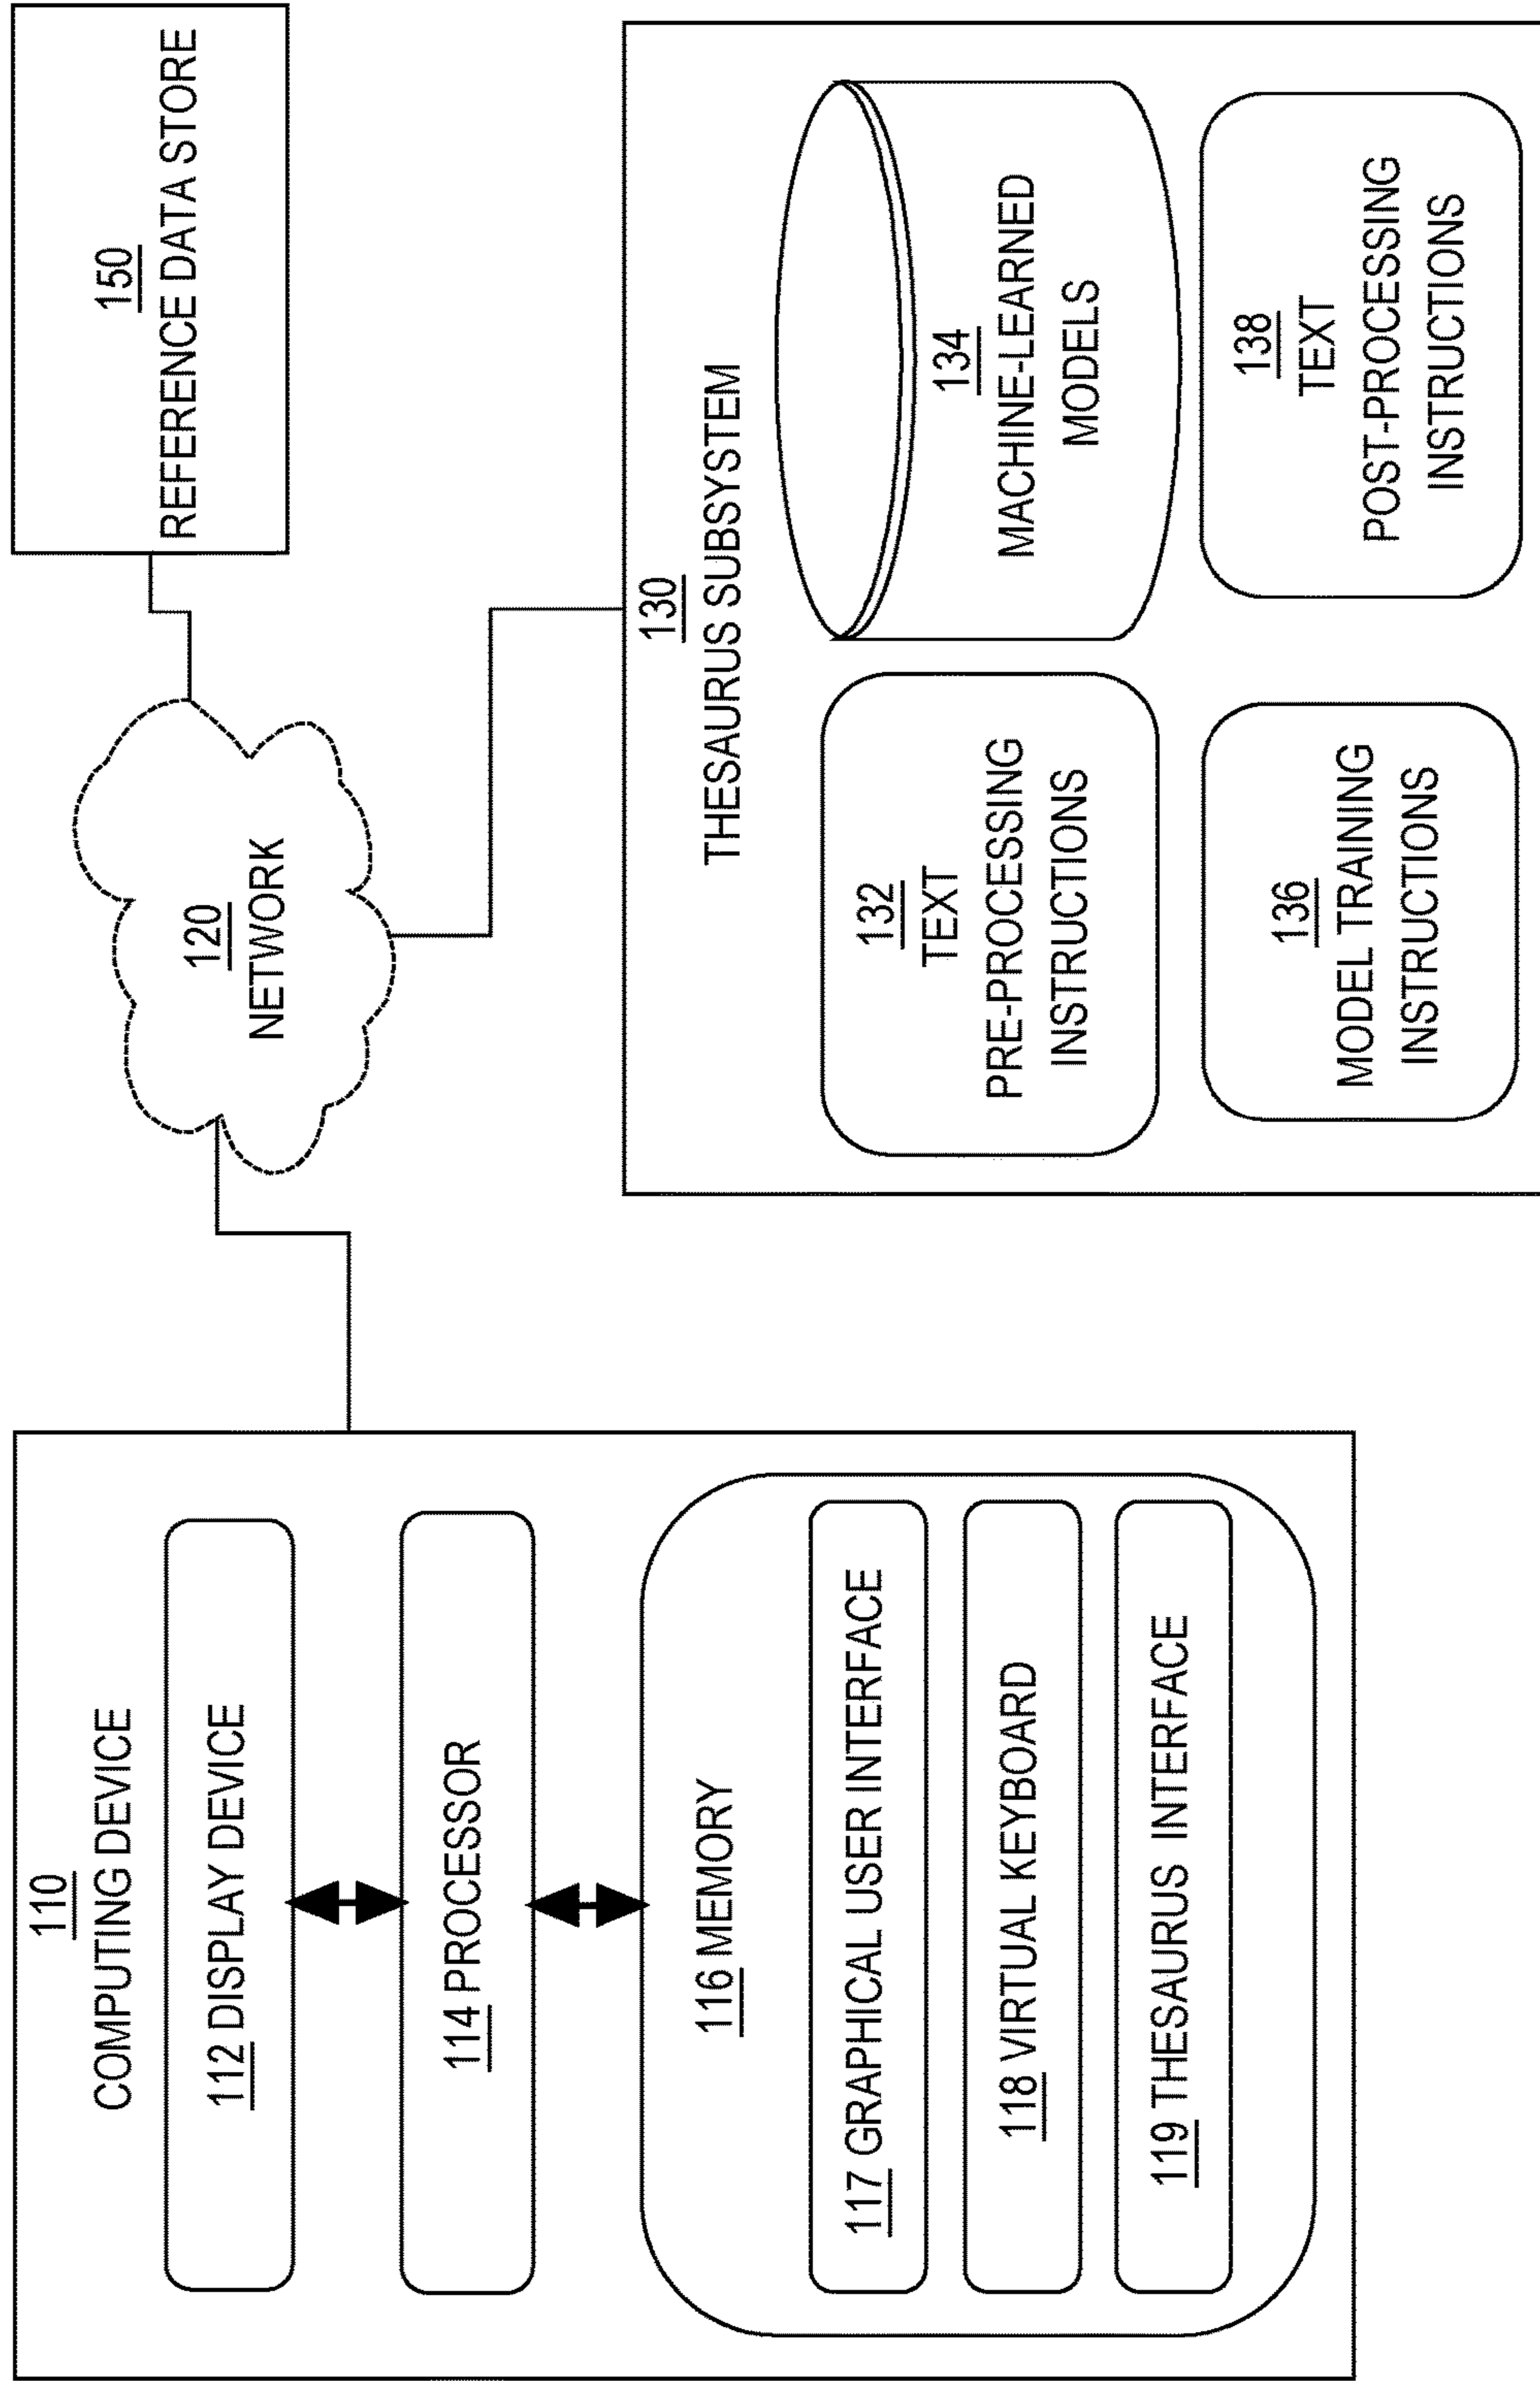 110
COMPUTING DEVICE
112 DISPLAY DEVICE
114 PROCESSOR
116 MEMORY
117 GRAPHICAL USER INTERFACE
118 VIRTUAL KEYBOARD
119 THESAURUS INTERFACE
120
NETWORK
150
REFERENCE DATA STORE
130
THESAURUS SUBSYSTEM
132
TEXT
PRE-PROCESSING
INSTRUCTIONS
134
MACHINE-LEARNED
MODELS
136
MODEL TRAINING
INSTRUCTIONS
138
TEXT
POST-PROCESSING
INSTRUCTIONS